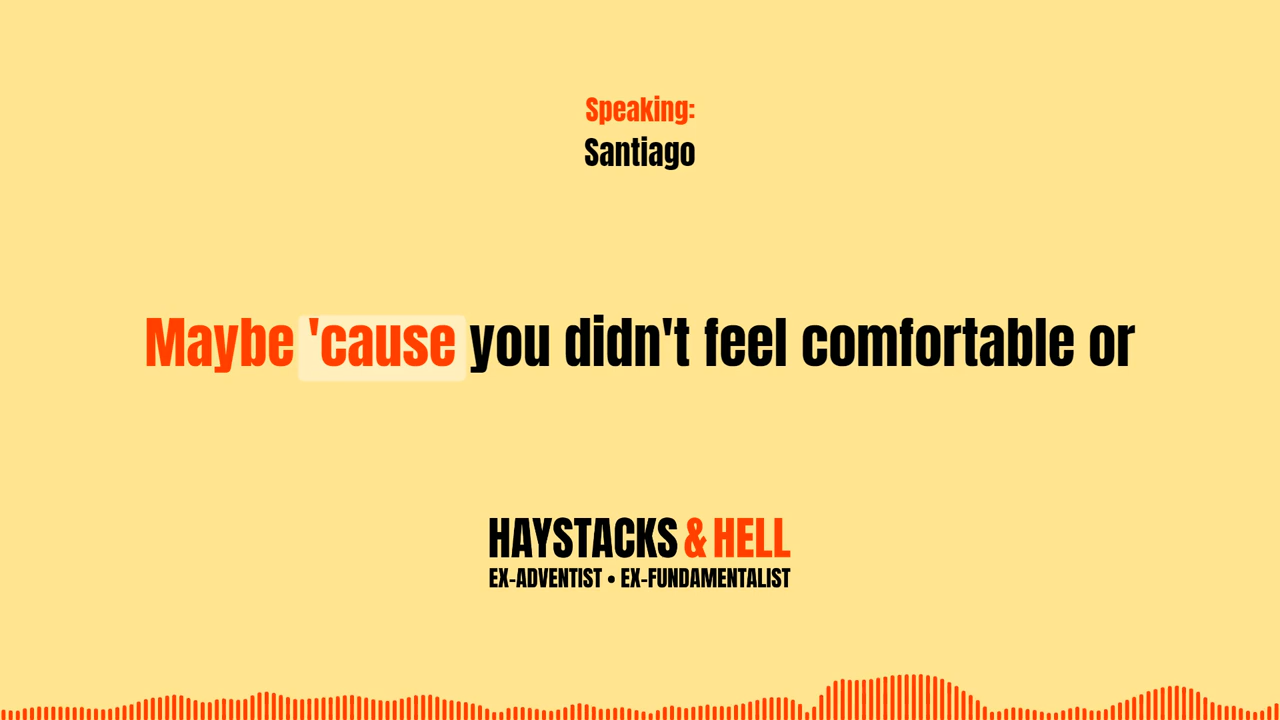 Speaking:
Santiago
Maybe 'cause you didn't feel comfortable or
HAYSTACKS & HELL
EX-ADVENTIST • EX-FUNDAMENTALIST